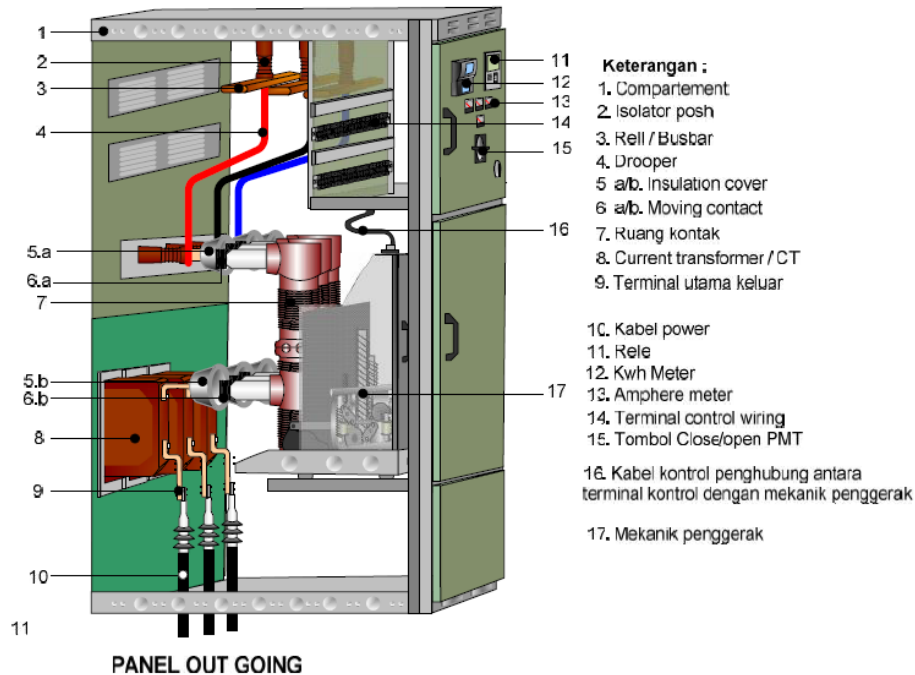 1
2
3
4
5.a
6.a
7
5.b
6.b
8
9
10
11
12
13
14
15
16
17
Keterangan :
1. Compartement
2. Isolator posh
3. Rell / Busbar
4. Drooper
5 a/b. Insulation cover
6 a/b. Moving contact
7. Ruang kontak
8. Current transformer / CT
9. Terminal utama keluar
10. Kabel power
11. Rele
12. Kwh Meter
13. Amphere meter
14. Terminal control wiring
15. Tombol Close/open PMT
16. Kabel kontrol penghubung antara
terminal kontrol dengan mekanik penggerak
17. Mekanik penggerak
11
PANEL OUT GOING